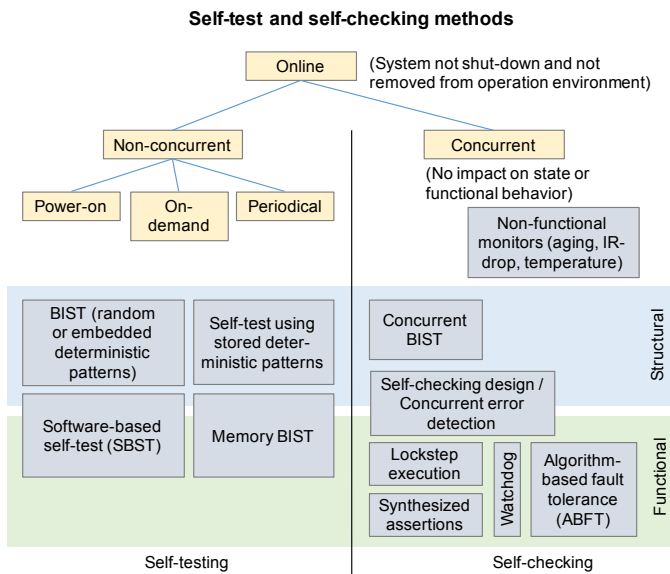 Self-test and self-checking methods
Online
(System not shut-down and not
removed from operation environment)
Non-concurrent
Concurrent
(No impact on state or
functional behavior)
Power-on
On-
demand
Periodical
Non-functional
monitors (aging, IR-
drop, temperature)
BIST (random
or embedded
deterministic
patterns)
Self-test using
stored deter-
ministic patterns
Concurrent
BIST
Structural
Self-checking design /
Concurrent error
detection
Software-based
self-test (SBST)
Memory BIST
Lockstep
execution
Synthesized
assertions
Watchdog
Algorithm-
based fault
tolerance
(ABFT)
Functional
Self-testing
Self-checking